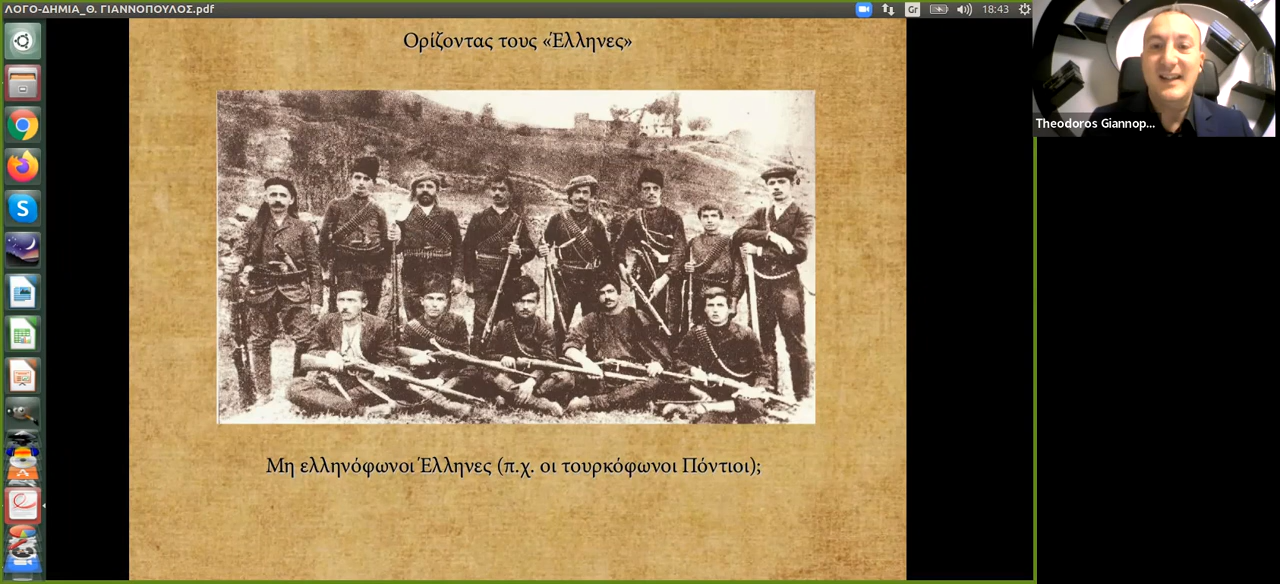 ΛΟΓΟ-ΔΗΜΙΑ_Θ. ΓΙΑΝΝΟΠΟΥΛΟΣ.pdf
Gr
18:43
Ορίζοντας τους «Έλληνες»
Theodoros Giannop...
Μη ελληνόφωνοι Έλληνες (π.χ. οι τουρκόφωνοι Πόντιοι);